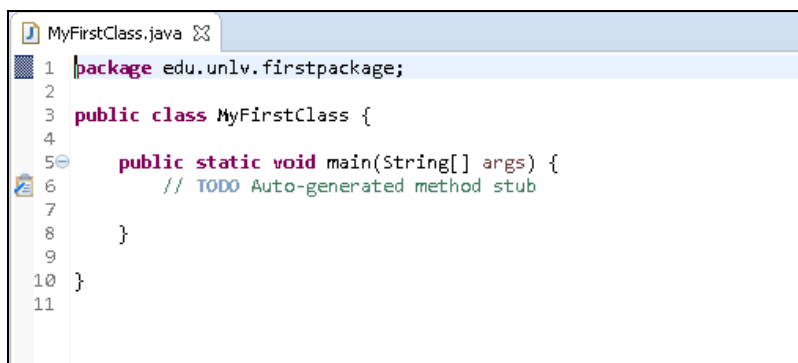 MyFirstClass.java
1 package edu.unlv.firstpackage;
2
3 public class MyFirstClass {
4
5 public static void main(String[] args) {
6 // TODO Auto-generated method stub
7
8 }
9
10 }
11